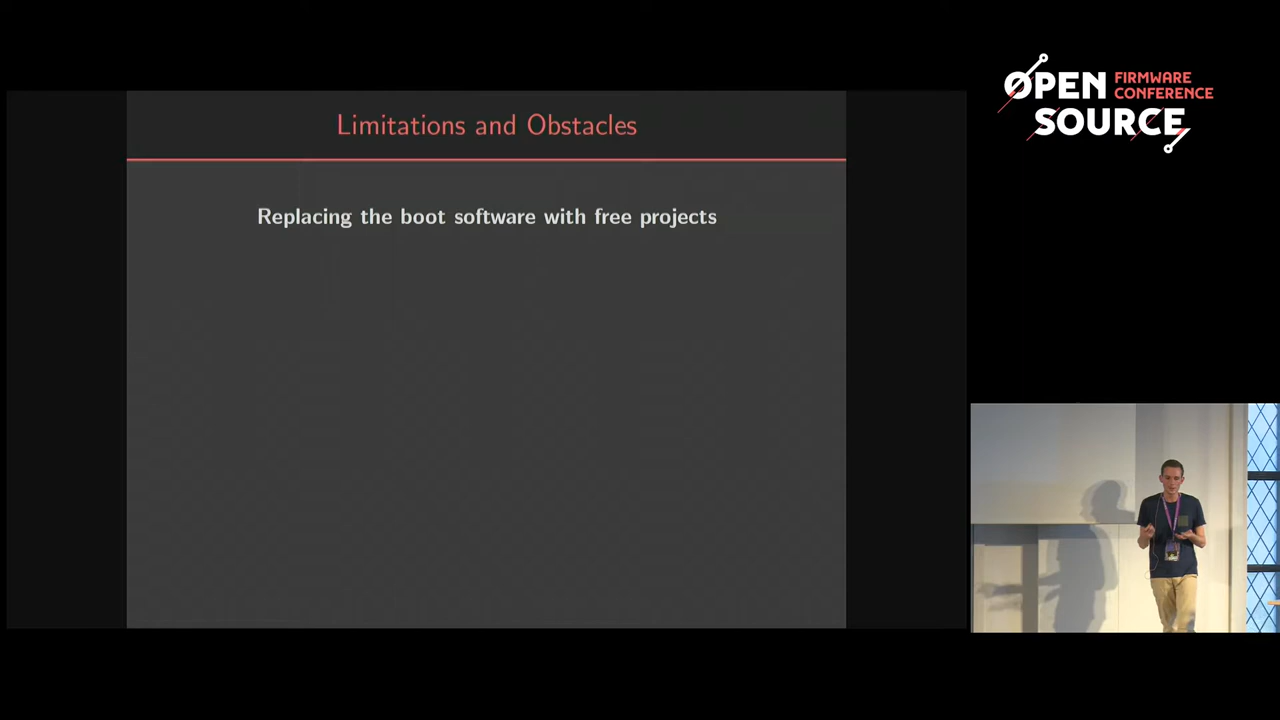 Limitations and Obstacles
Replacing the boot software with free projects
OPEN FIRMWARE
CONFERENCE
SOURCE